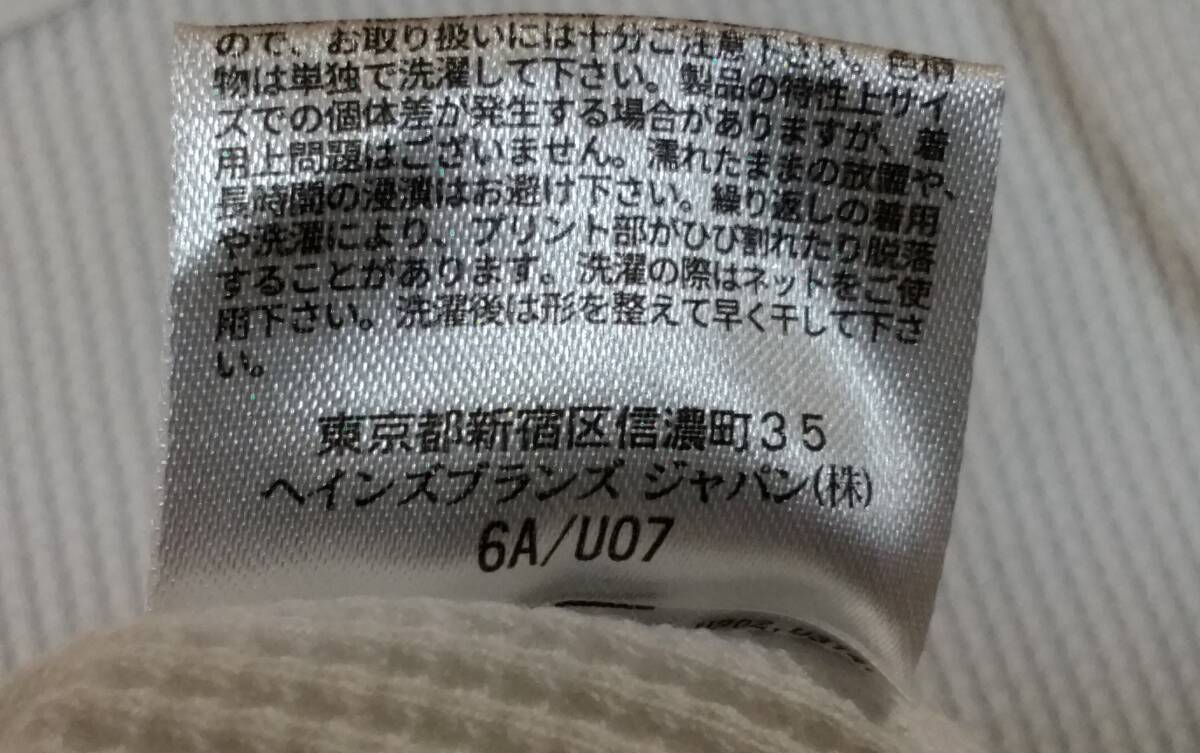 ので、お取り扱いには十分ご注意下さい。色柄
物は単独で洗濯して下さい。製品の特性上サイ
ズでの個体差が発生する場合がありますが、着
用上問題はございません。濡れたままの放置や、
長時間の浸漬はお避け下さい。繰り返しの着用
や洗濯により、プリント部がひび割れたり脱落
することがあります。洗濯の際はネットをご使
用下さい。洗濯後は形を整えて早く干して下さ
い。
東京都新宿区信濃町35
ヘインズブランズ ジャパン(株)
6A/U07